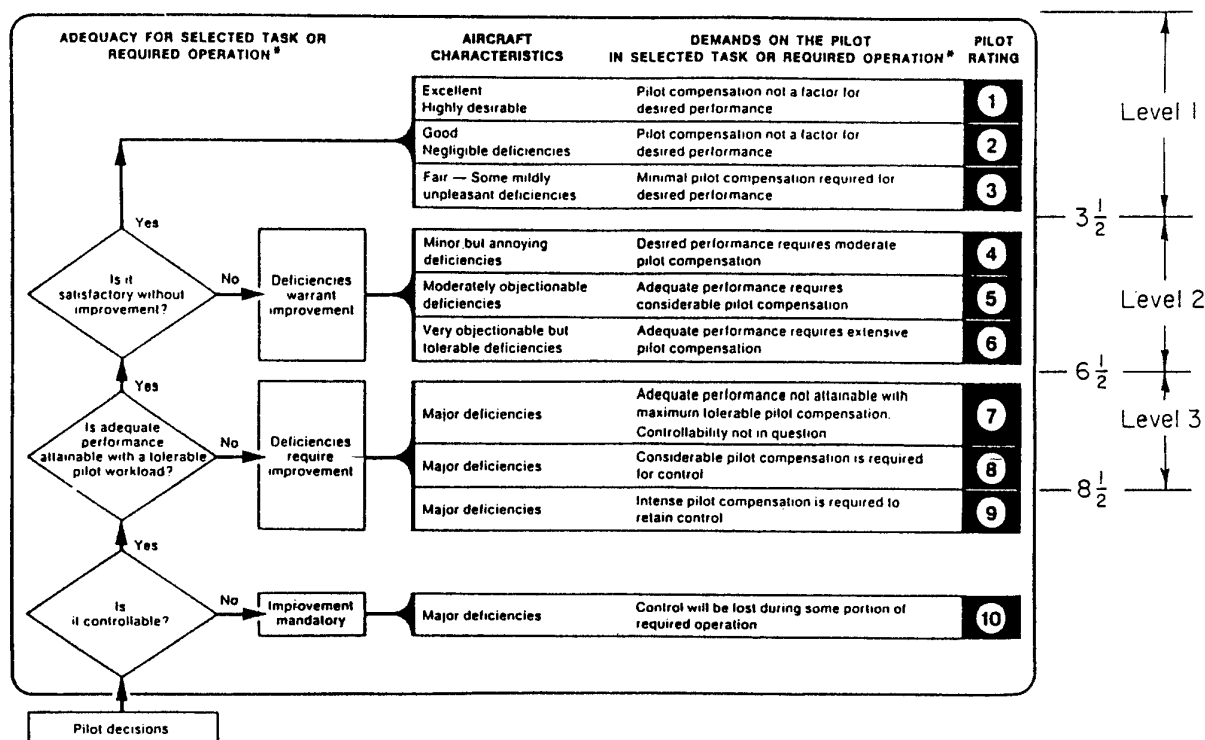 ADEQUACY FOR SELECTED TASK OR
REQUIRED OPERATION*
AIRCRAFT
CHARACTERISTICS
DEMANDS ON THE PILOT
IN SELECTED TASK OR REQUIRED OPERATION*
PILOT
RATING
Excellent
Highly desirable
Pilot compensation not a factor for
desired performance
1
Good
Negligible deficiencies
Pilot compensation not a factor for
desired performance
2
Fair — Some mildly
unpleasant deficiencies
Minimal pilot compensation required for
desired performance
3
Level 1
3 1/2
Yes
Is it
satisfactory without
improvement?
No
Deficiencies
warrant
improvement
Minor but annoying
deficiencies
Desired performance requires moderate
pilot compensation
4
Moderately objectionable
deficiencies
Adequate performance requires
considerable pilot compensation
5
Very objectionable but
tolerable deficiencies
Adequate performance requires extensive
pilot compensation
6
Level 2
6 1/2
Yes
Is adequate
performance
attainable with a tolerable
pilot workload?
No
Deficiencies
require
improvement
Major deficiencies
Adequate performance not attainable with
maximum tolerable pilot compensation.
Controllability not in question
7
Major deficiencies
Considerable pilot compensation is required
for control
8
Major deficiencies
Intense pilot compensation is required to
retain control
9
Level 3
8 1/2
Yes
Is
it controllable?
No
Improvement
mandatory
Major deficiencies
Control will be lost during some portion of
required operation
10
Pilot decisions